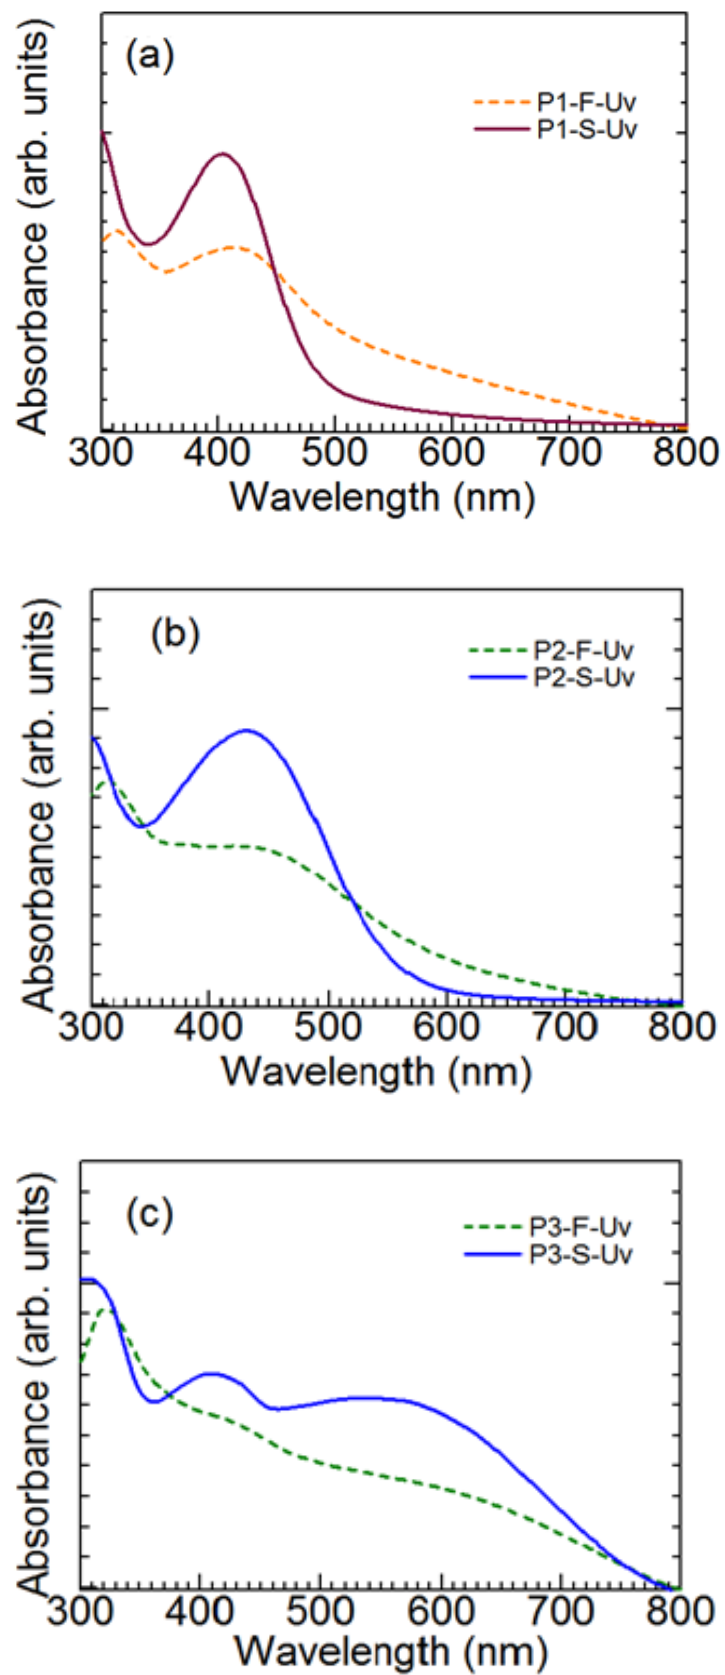 (a)
P1-F-Uv
P1-S-Uv
Absorbance (arb. units)
300 400 500 600 700 800
Wavelength (nm)
(b)
P2-F-Uv
P2-S-Uv
Absorbance (arb. units)
300 400 500 600 700 800
Wavelength (nm)
(c)
P3-F-Uv
P3-S-Uv
Absorbance (arb. units)
300 400 500 600 700 800
Wavelength (nm)